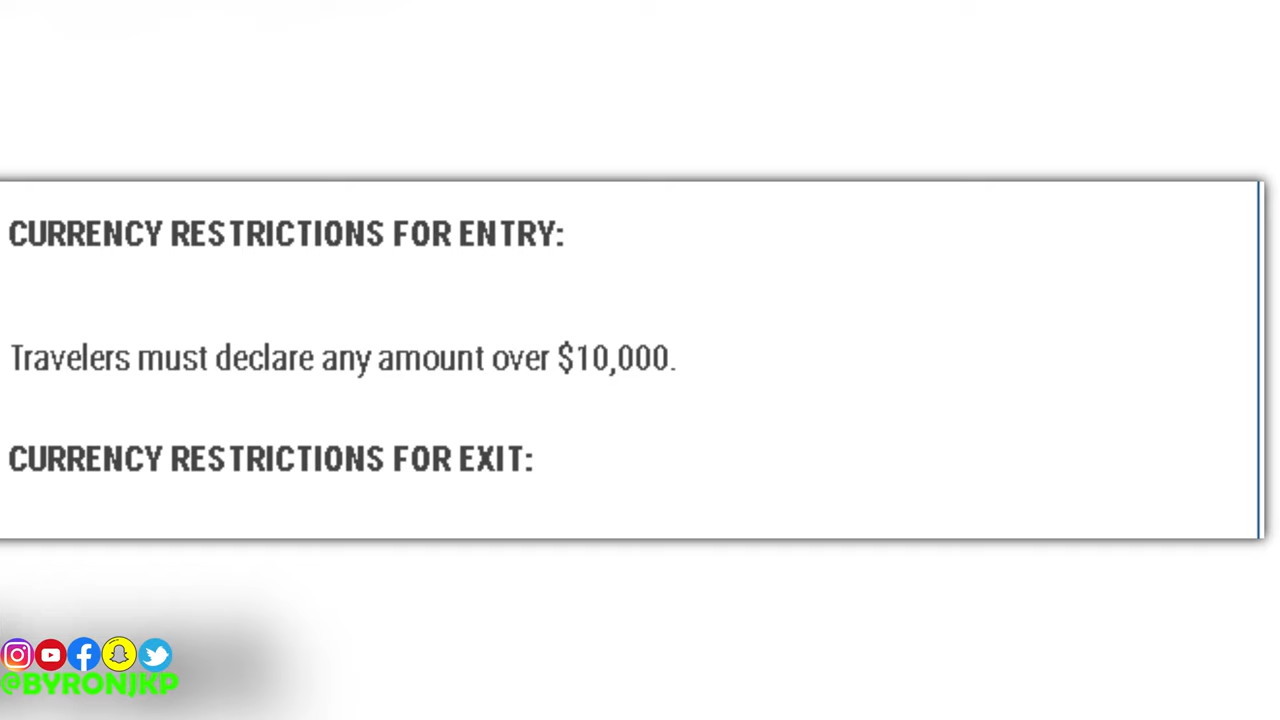 CURRENCY RESTRICTIONS FOR ENTRY:
Travelers must declare any amount over $10,000.
CURRENCY RESTRICTIONS FOR EXIT:
@BYRONJKP